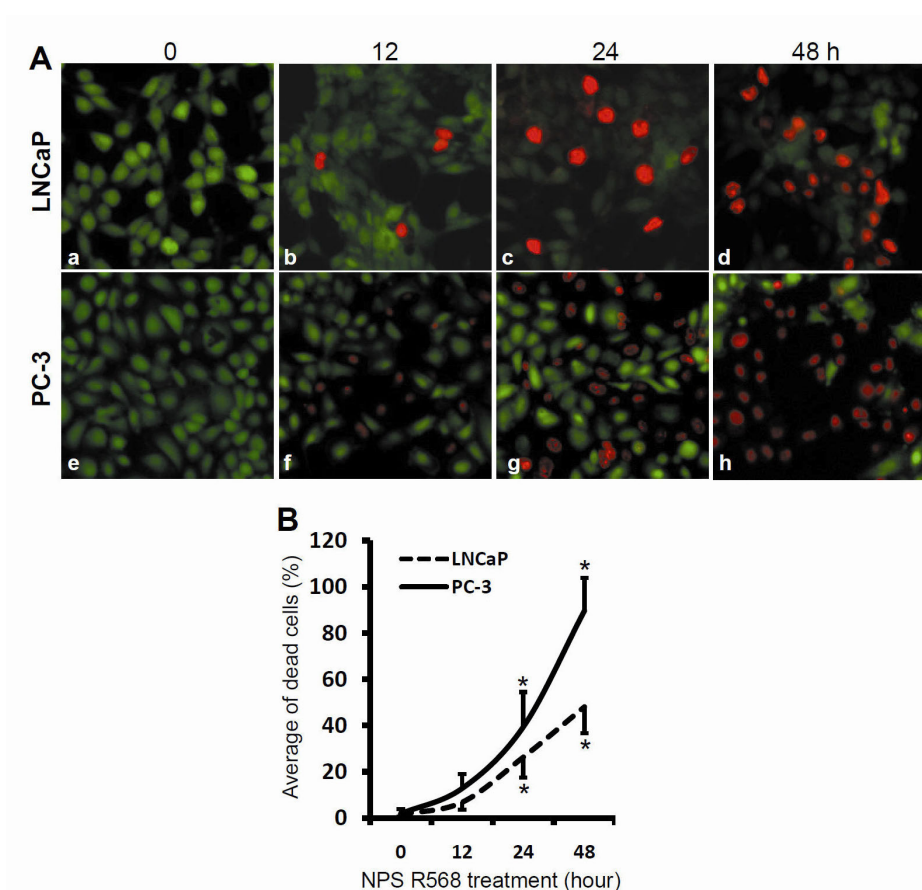 A
0 12 24 48 h
LNCaP
a b c d
PC-3
e f g h
B
120
LNCaP
100
PC-3
80
60
40
20
0
* * * *
Average of dead cells (%)
0 12 24 48
NPS R568 treatment (hour)